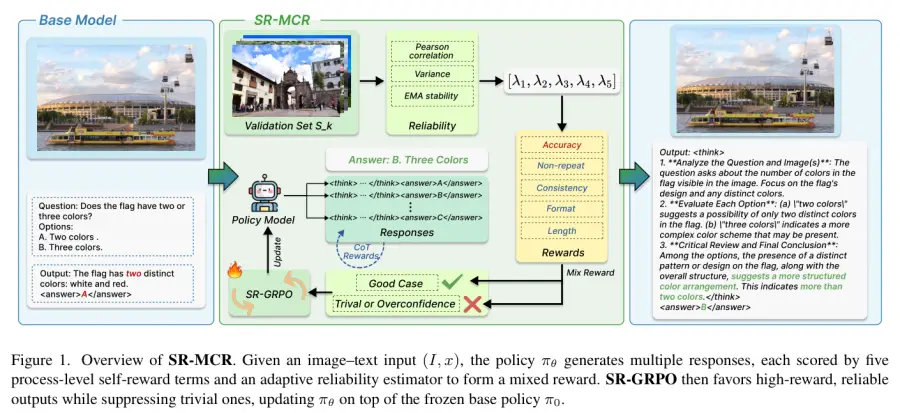 Base Model
SR-MCR
Question: Does the flag have two or
three colors?
Options:
A. Two colors .
B. Three colors.
Output: The flag has two distinct
colors: white and red.
<answer>A</answer>
Validation Set S_k
Pearson
correlation
Variance
EMA stability
Reliability
[λ₁, λ₂, λ₃, λ₄, λ₅]
Accuracy
Non-repeat
Consistency
Format
Length
Rewards
Answer: B. Three Colors
Policy Model
<think> ··· </think><answer>A</answer>
<think> ··· </think><answer>B</answer>
⋮
<think> ··· </think><answer>C</answer>
Responses
CoT
Rewards
Update
Mix Reward
SR-GRPO
Good Case
Trival or Overconfidence
Output: <think>
1. **Analyze the Question and Image(s)**: The
question asks about the number of colors in the
flag visible in the image. Focus on the flag's
design and any distinct colors.
2. **Evaluate Each Option**: (a) \"two colors\"
suggests a possibility of only two distinct colors
in the flag. (b) \"three colors\" indicates a more
complex color scheme that may be present.
3. **Critical Review and Final Conclusion**:
Among the options, the presence of a distinct
pattern or design on the flag, along with the
overall structure, suggests a more structured
color arrangement. This indicates more than
two colors.</think>
<answer>B</answer>
Figure 1. Overview of SR-MCR. Given an image–text input (I, x), the policy πθ generates multiple responses, each scored by five
process-level self-reward terms and an adaptive reliability estimator to form a mixed reward. SR-GRPO then favors high-reward, reliable
outputs while suppressing trivial ones, updating πθ on top of the frozen base policy π₀.